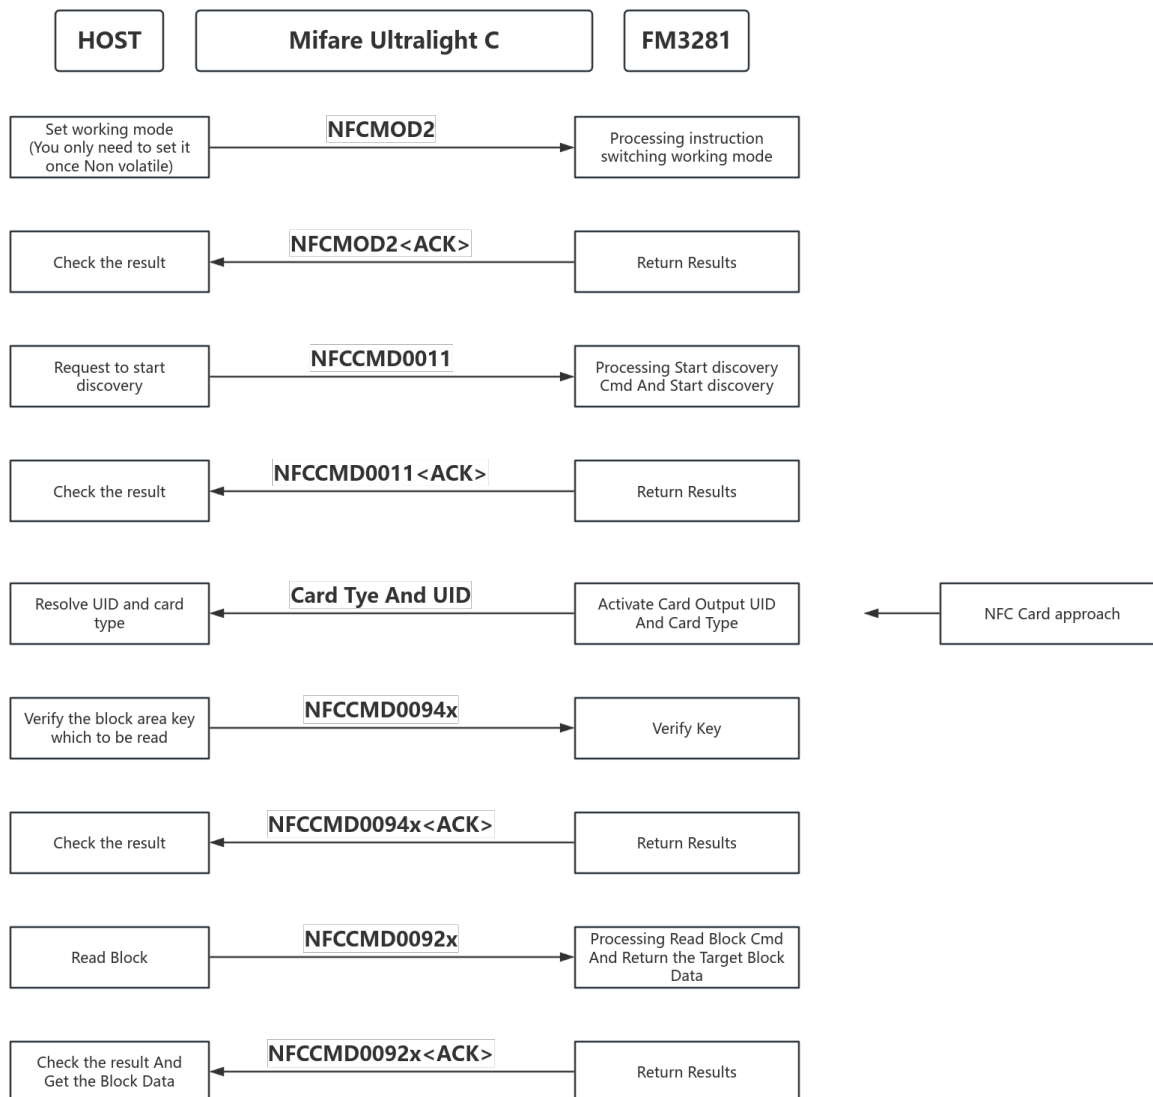 HOST
Mifare Ultralight C
FM3281
Set working mode
(You only need to set it
once Non volatile)
NFCMOD2
Processing instruction
switching working mode
Check the result
NFCMOD2<ACK>
Return Results
Request to start
discovery
NFCCMD0011
Processing Start discovery
Cmd And Start discovery
Check the result
NFCCMD0011<ACK>
Return Results
Resolve UID and card
type
Card Tye And UID
Activate Card Output UID
And Card Type
NFC Card approach
Verify the block area key
which to be read
NFCCMD0094x
Verify Key
Check the result
NFCCMD0094x<ACK>
Return Results
Read Block
NFCCMD0092x
Processing Read Block Cmd
And Return the Target Block
Data
Check the result And
Get the Block Data
NFCCMD0092x<ACK>
Return Results